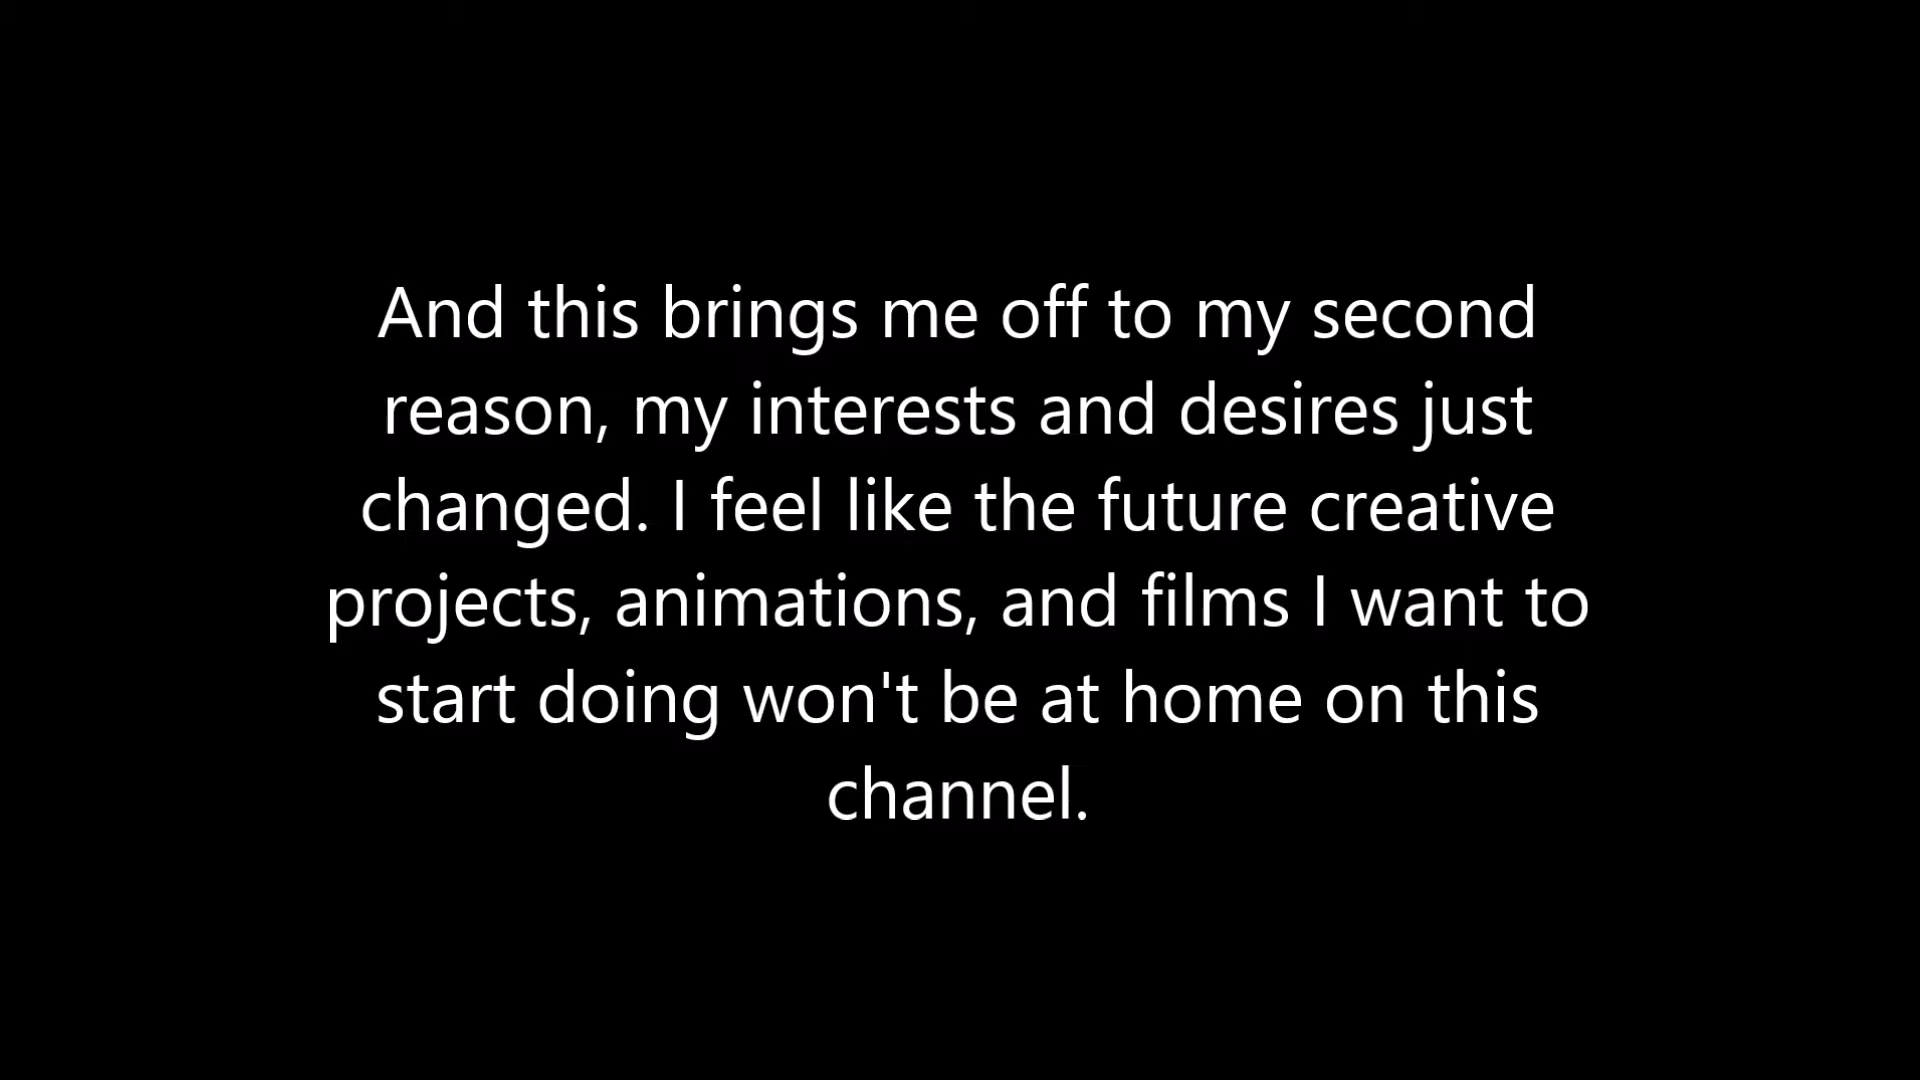 And this brings me off to my second
reason, my interests and desires just
changed. I feel like the future creative
projects, animations, and films I want to
start doing won't be at home on this
channel.